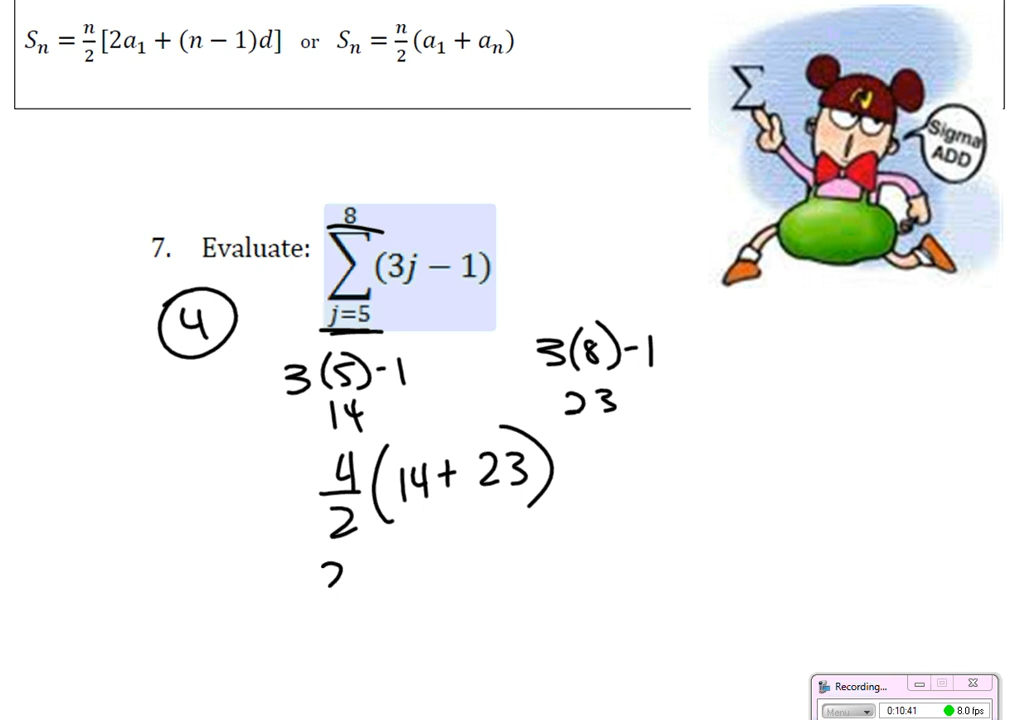 Sₙ = n/2 [2a₁ + (n − 1)d] or Sₙ = n/2 (a₁ + aₙ)
∑
N
Sigma
ADD
7. Evaluate:
8
∑ (3j − 1)
j=5
4
3(5)-1
14
3(8)-1
23
4/2 (14 + 23)
2
Recording...
Menu
0:10:41
8.0 fps